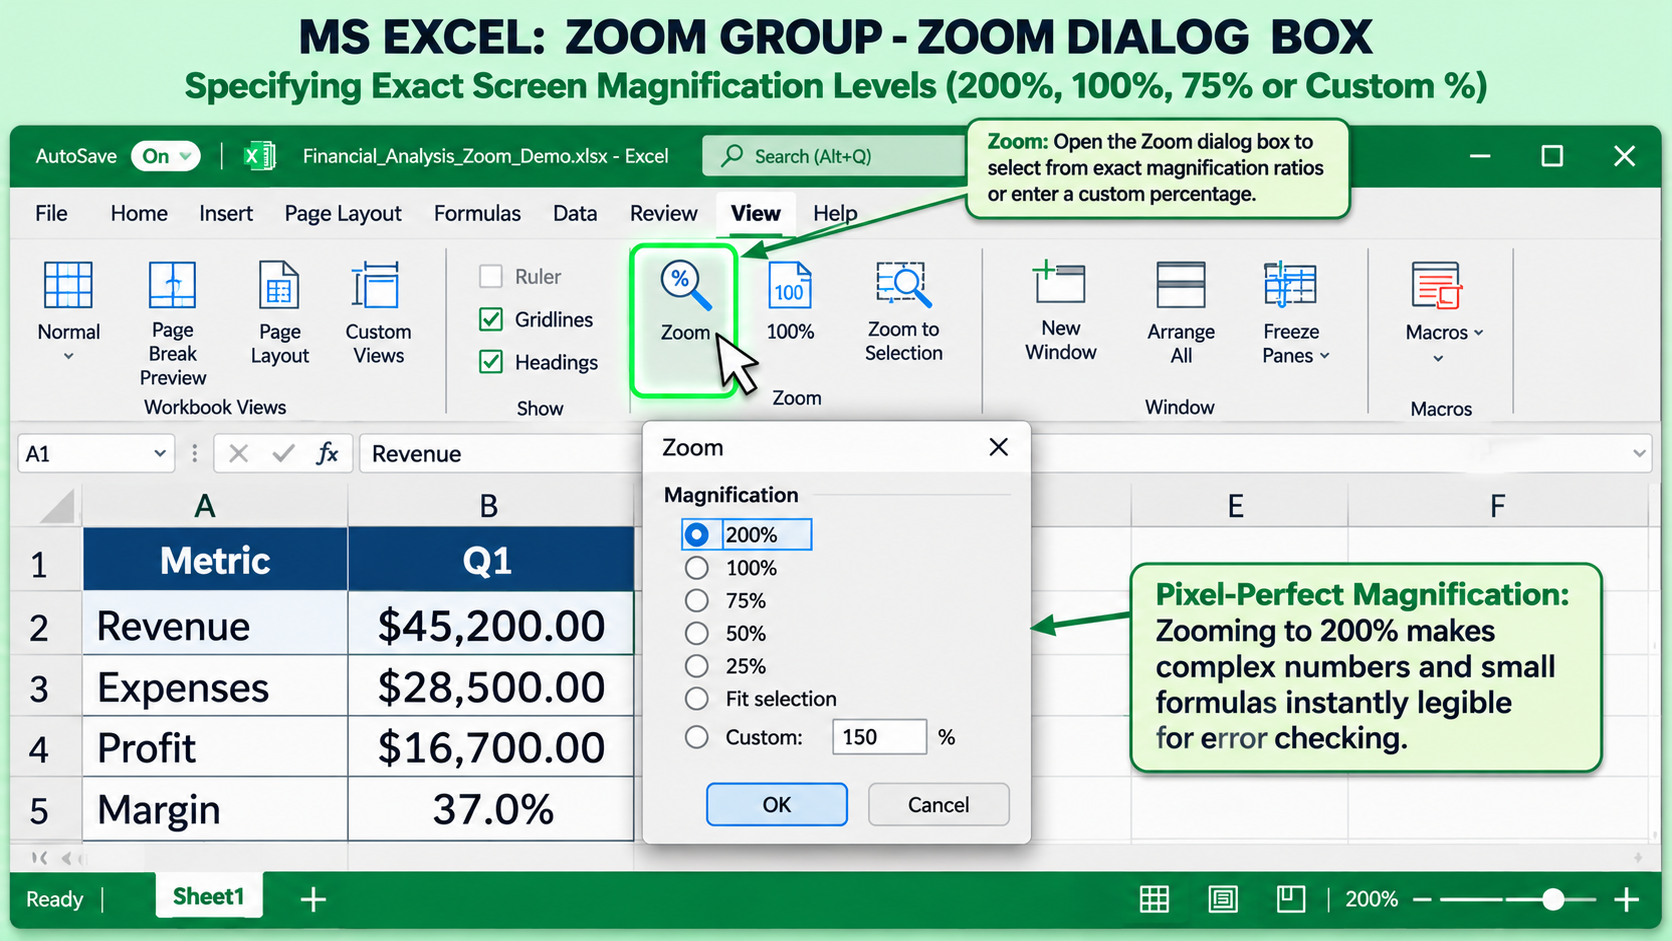 MS EXCEL: ZOOM GROUP - ZOOM DIALOG BOX
Specifying Exact Screen Magnification Levels (200%, 100%, 75% or Custom %)
AutoSave On Financial_Analysis_Zoom_Demo.xlsx - Excel Search (Alt+Q)
Zoom: Open the Zoom dialog box to
select from exact magnification ratios
or enter a custom percentage.
File Home Insert Page Layout Formulas Data Review View Help
Normal
Page
Break
Preview
Page
Layout
Custom
Views
Workbook Views
Ruler
Gridlines
Headings
Show
%
Zoom
100
100%
Zoom to
Selection
Zoom
New
Window
Arrange
All
Freeze
Panes
Window
Macros
Macros
A1 fx Revenue
A B E F
1 Metric Q1
2 Revenue $45,200.00
3 Expenses $28,500.00
4 Profit $16,700.00
5 Margin 37.0%
Zoom
Magnification
200%
100%
75%
50%
25%
Fit selection
Custom: 150 %
OK Cancel
Pixel-Perfect Magnification:
Zooming to 200% makes
complex numbers and small
formulas instantly legible
for error checking.
Ready Sheet1 200%